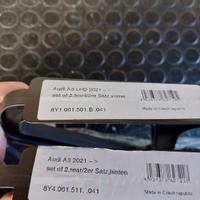 Audi A3 LHD 2021 – >
set of 2,front/2er Satz,vorne
8Y1.061.501.B .041
Made in Czech republic
Audi A3 2021 – >
set of 2,rear/2er Satz,hinten
8Y4.061.511. .041
Made in Czech republic